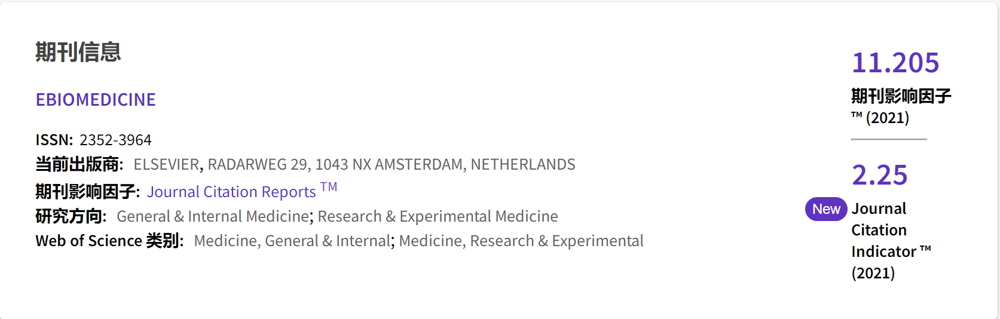 期刊信息
EBIOMEDICINE
ISSN: 2352-3964
当前出版商: ELSEVIER, RADARWEG 29, 1043 NX AMSTERDAM, NETHERLANDS
期刊影响因子: Journal Citation Reports ™
研究方向: General & Internal Medicine; Research & Experimental Medicine
Web of Science 类别: Medicine, General & Internal; Medicine, Research & Experimental
11.205
期刊影响因子
™ (2021)
2.25
New Journal
Citation
Indicator ™
(2021)